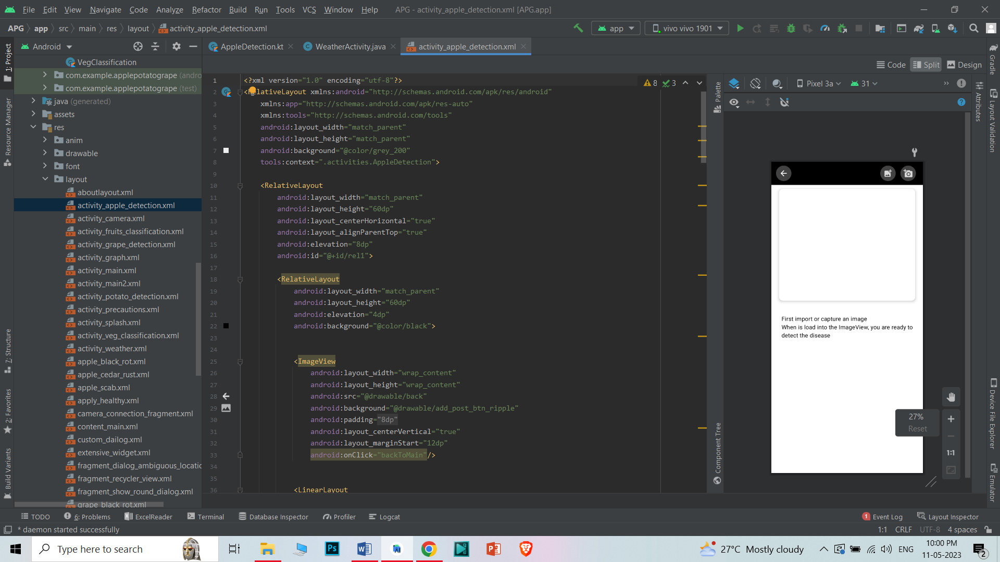 File Edit View Navigate Code Analyze Refactor Build Run Tools VCS Window Help APG - activity_apple_detection.xml [APG.app]
APG app src main res layout activity_apple_detection.xml
app vivo vivo 1901
Android
AppleDetection.kt WeatherActivity.java activity_apple_detection.xml
Code Split Design
1: Project
Resource Manager
7: Structure
2: Favorites
Build Variants
VegClassification
com.example.applepotatogrape (andro
com.example.applepotatogrape (test)
java (generated)
assets
res
anim
drawable
font
layout
aboutlayout.xml
activity_apple_detection.xml
activity_camera.xml
activity_fruits_classification.xml
activity_grape_detection.xml
activity_graph.xml
activity_main.xml
activity_main2.xml
activity_potato_detection.xml
activity_precautions.xml
activity_splash.xml
activity_veg_classification.xml
activity_weather.xml
apple_black_rot.xml
apple_cedar_rust.xml
apple_scab.xml
apply_healthy.xml
camera_connection_fragment.xml
content_main.xml
custom_dailog.xml
extensive_widget.xml
fragment_dialog_ambiguous_locatio
fragment_recycler_view.xml
fragment_show_round_dialog.xml
grape_black_rot.xml
8 3
1 <?xml version="1.0" encoding="utf-8"?>
2 <RelativeLayout xmlns:android="http://schemas.android.com/apk/res/android"
3 xmlns:app="http://schemas.android.com/apk/res-auto"
4 xmlns:tools="http://schemas.android.com/tools"
5 android:layout_width="match_parent"
6 android:layout_height="match_parent"
7 android:background="@color/grey_200"
8 tools:context=".activities.AppleDetection">
9
10 <RelativeLayout
11 android:layout_width="match_parent"
12 android:layout_height="60dp"
13 android:layout_centerHorizontal="true"
14 android:layout_alignParentTop="true"
15 android:elevation="8dp"
16 android:id="@+id/rel1">
17
18 <RelativeLayout
19 android:layout_width="match_parent"
20 android:layout_height="60dp"
21 android:elevation="4dp"
22 android:background="@color/black">
23
24
25 <ImageView
26 android:layout_width="wrap_content"
27 android:layout_height="wrap_content"
28 android:src="@drawable/back"
29 android:background="@drawable/add_post_btn_ripple"
30 android:padding="8dp"
31 android:layout_centerVertical="true"
32 android:layout_marginStart="12dp"
33 android:onClick="backToMain"/>
34
35
36 <LinearLayout
Palette
Component Tree
Pixel 3a 31
First import or capture an image
When is load into the ImageView, you are ready to
detect the disease
27%
Reset
1:1
Gradle
Attributes
Layout Validation
Device File Explorer
Emulator
TODO 6: Problems ExcelReader Terminal Database Inspector Profiler Logcat 1 Event Log Layout Inspector
* daemon started successfully 1:1 CRLF UTF-8 4 spaces
Type here to search Ps 27°C Mostly cloudy ENG
10:00 PM
11-05-2023
2